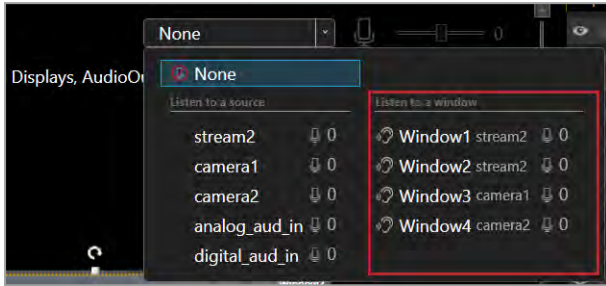 None
0
Displays, AudioOu
None
Listen to a source
stream2 0
camera1 0
camera2 0
analog_aud_in 0
digital_aud_in 0
Listen to a window
Window1 stream2 0
Window2 stream2 0
Window3 camera1 0
Window4 camera2 0